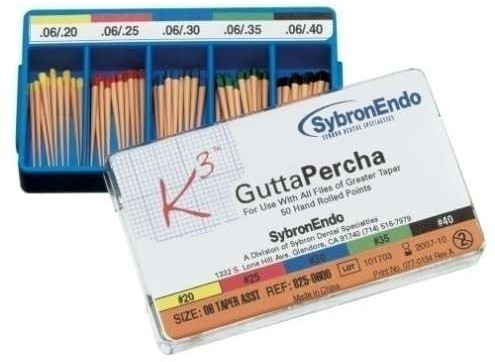 .06/.20 .06/.25 .06/.30 .06/.35 .06/.40
SybronEndo
SYBRON DENTAL SPECIALTIES
K3™
GuttaPercha
For Use With All Files of Greater Taper
50 Hand Rolled Points
SybronEndo
A Division of Sybron Dental Specialties
1332 S. Lone Hill Ave. Glendora, CA 91740 (714) 516-7979
#20 #25 #30 #35 #40
SIZE: 06 TAPER ASST REF: 825-0600 LOT 101703 2007-10 2
Made in China Print No. 077-0134 Rev A